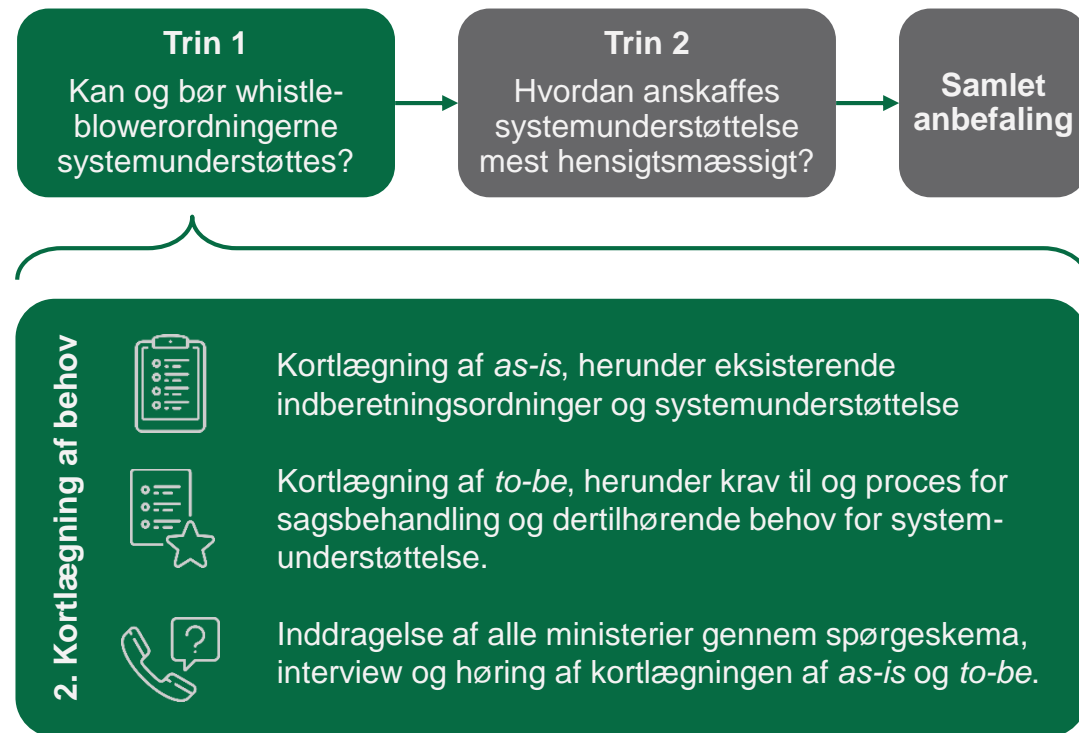 Trin 1
Kan og bør whistle-
blowerordningerne
systemunderstøttes?
Trin 2
Hvordan anskaffes
systemunderstøttelse
mest hensigtsmæssigt?
Samlet
anbefaling
2. Kortlægning af behov
Kortlægning af as-is, herunder eksisterende
indberetningsordninger og systemunderstøttelse
Kortlægning af to-be, herunder krav til og proces for
sagsbehandling og dertilhørende behov for system-
understøttelse.
?
Inddragelse af alle ministerier gennem spørgeskema,
interview og høring af kortlægningen af as-is og to-be.